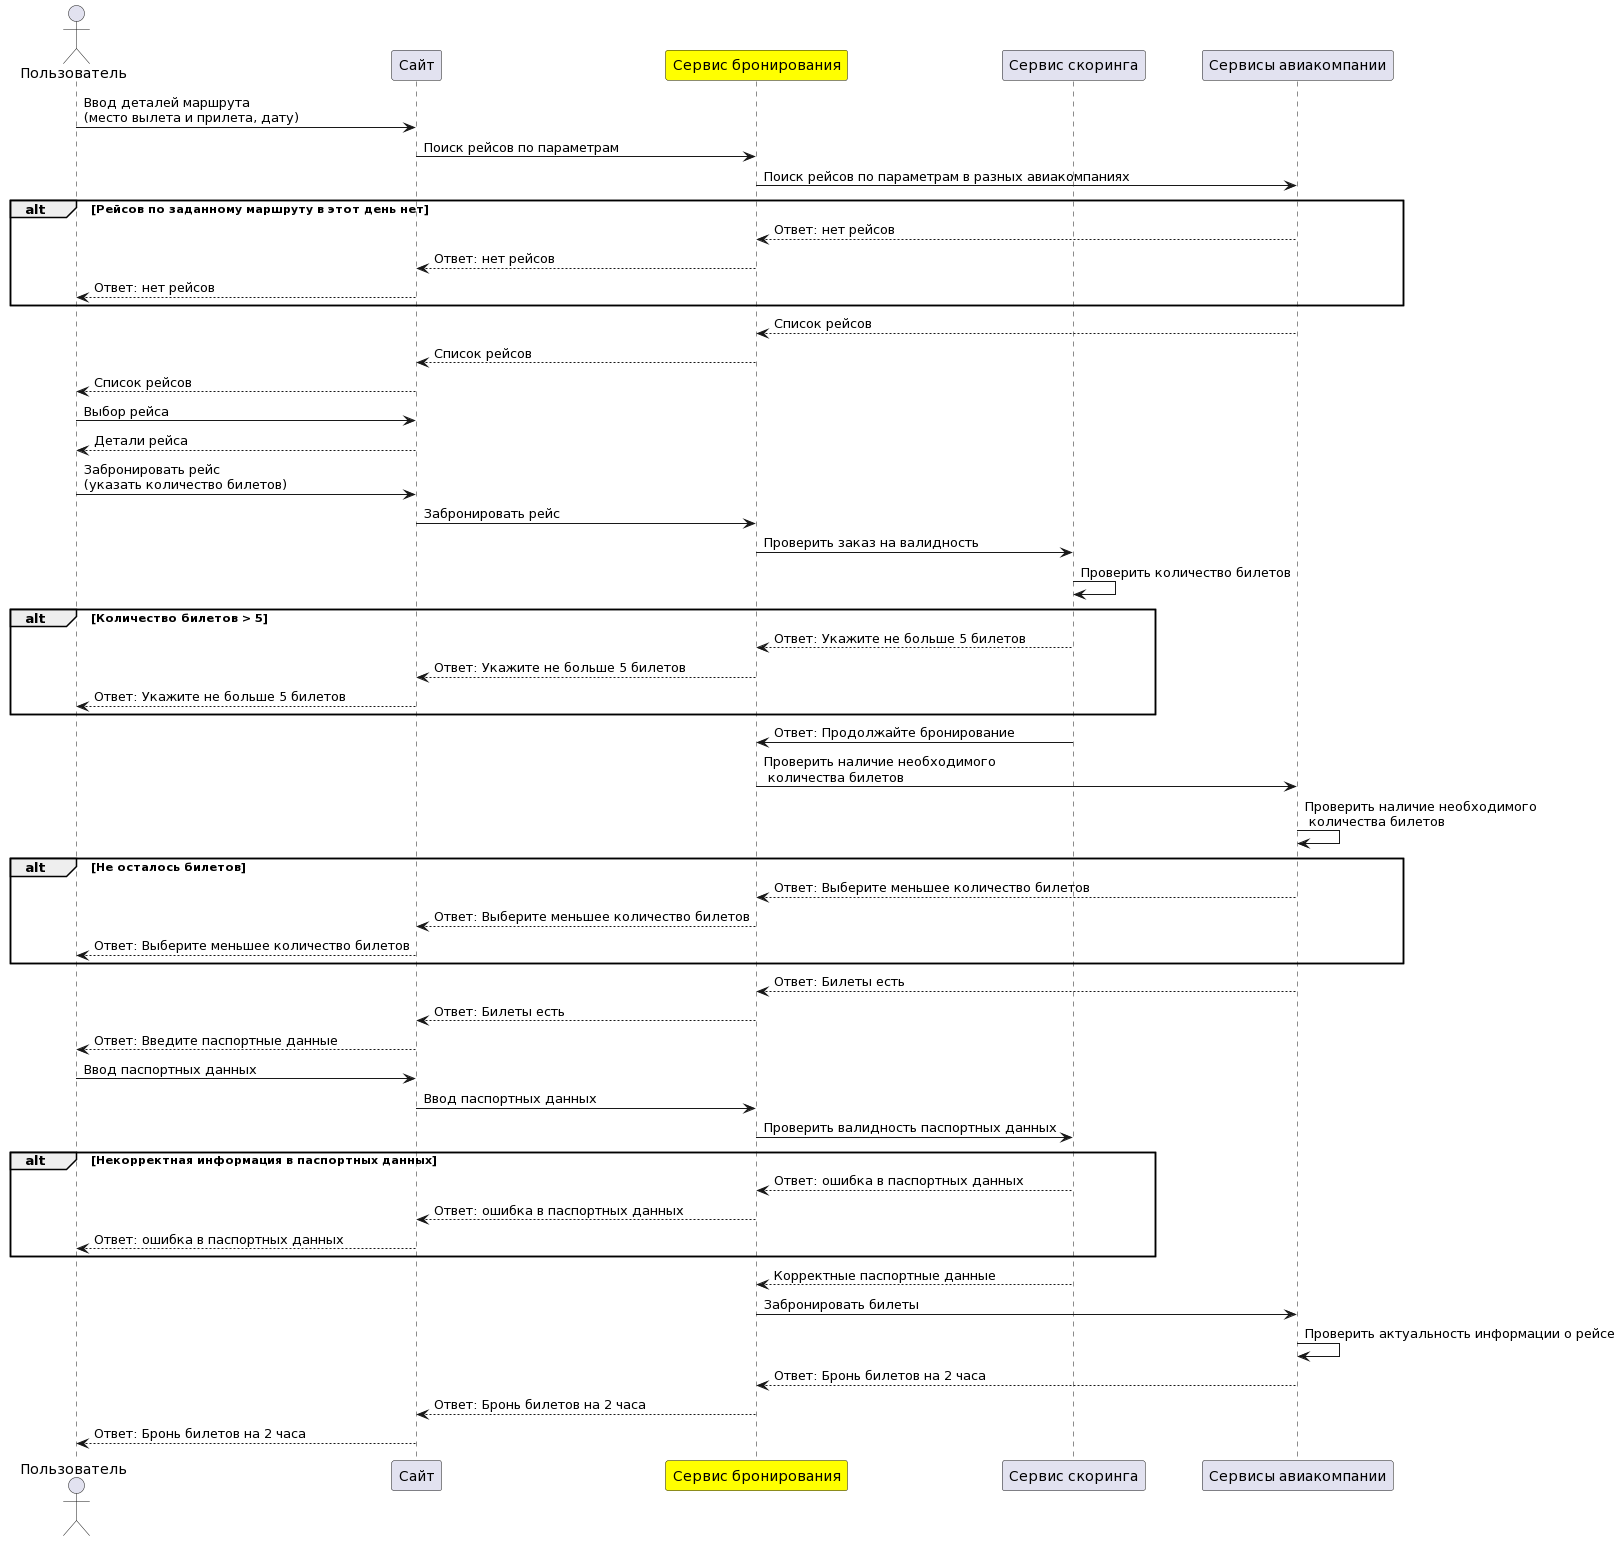 Пользователь
Сайт
Сервис бронирования
Сервис скоринга
Сервисы авиакомпании
Ввод деталей маршрута
(место вылета и прилета, дату)
Поиск рейсов по параметрам
Поиск рейсов по параметрам в разных авиакомпаниях
alt
[Рейсов по заданному маршруту в этот день нет]
Ответ: нет рейсов
Ответ: нет рейсов
Ответ: нет рейсов
Список рейсов
Список рейсов
Список рейсов
Выбор рейса
Детали рейса
Забронировать рейс
(указать количество билетов)
Забронировать рейс
Проверить заказ на валидность
Проверить количество билетов
alt
[Количество билетов > 5]
Ответ: Укажите не больше 5 билетов
Ответ: Укажите не больше 5 билетов
Ответ: Укажите не больше 5 билетов
Ответ: Продолжайте бронирование
Проверить наличие необходимого
количества билетов
Проверить наличие необходимого
количества билетов
alt
[Не осталось билетов]
Ответ: Выберите меньшее количество билетов
Ответ: Выберите меньшее количество билетов
Ответ: Выберите меньшее количество билетов
Ответ: Билеты есть
Ответ: Билеты есть
Ответ: Введите паспортные данные
Ввод паспортных данных
Ввод паспортных данных
Проверить валидность паспортных данных
alt
[Некорректная информация в паспортных данных]
Ответ: ошибка в паспортных данных
Ответ: ошибка в паспортных данных
Ответ: ошибка в паспортных данных
Корректные паспортные данные
Забронировать билеты
Проверить актуальность информации о рейсе
Ответ: Бронь билетов на 2 часа
Ответ: Бронь билетов на 2 часа
Ответ: Бронь билетов на 2 часа
Пользователь
Сайт
Сервис бронирования
Сервис скоринга
Сервисы авиакомпании